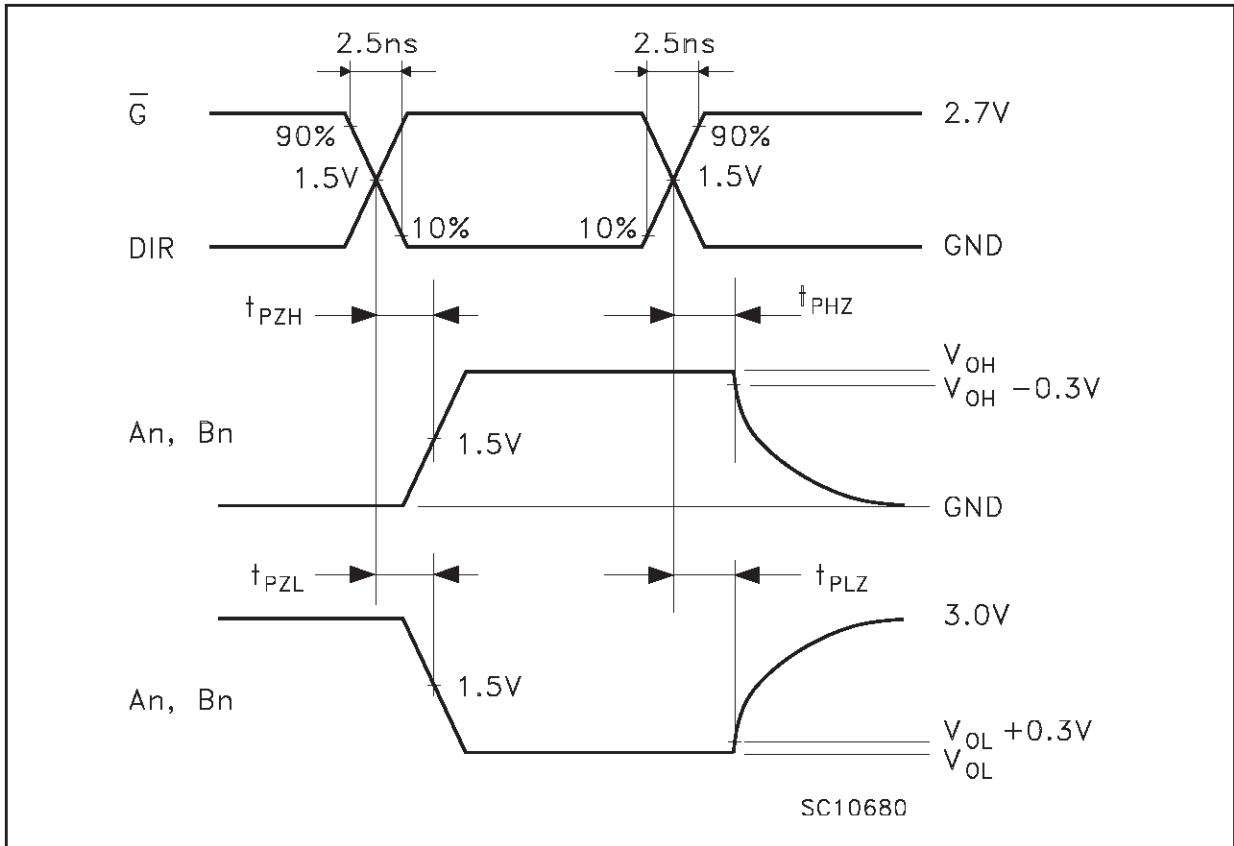 2.5ns 2.5ns
G̅ 2.7V
90% 90%
1.5V 1.5V
10% 10%
DIR GND
tPZH tPHZ
VOH
VOH −0.3V
An, Bn 1.5V
GND
tPZL tPLZ
3.0V
An, Bn 1.5V
VOL +0.3V
VOL
SC10680